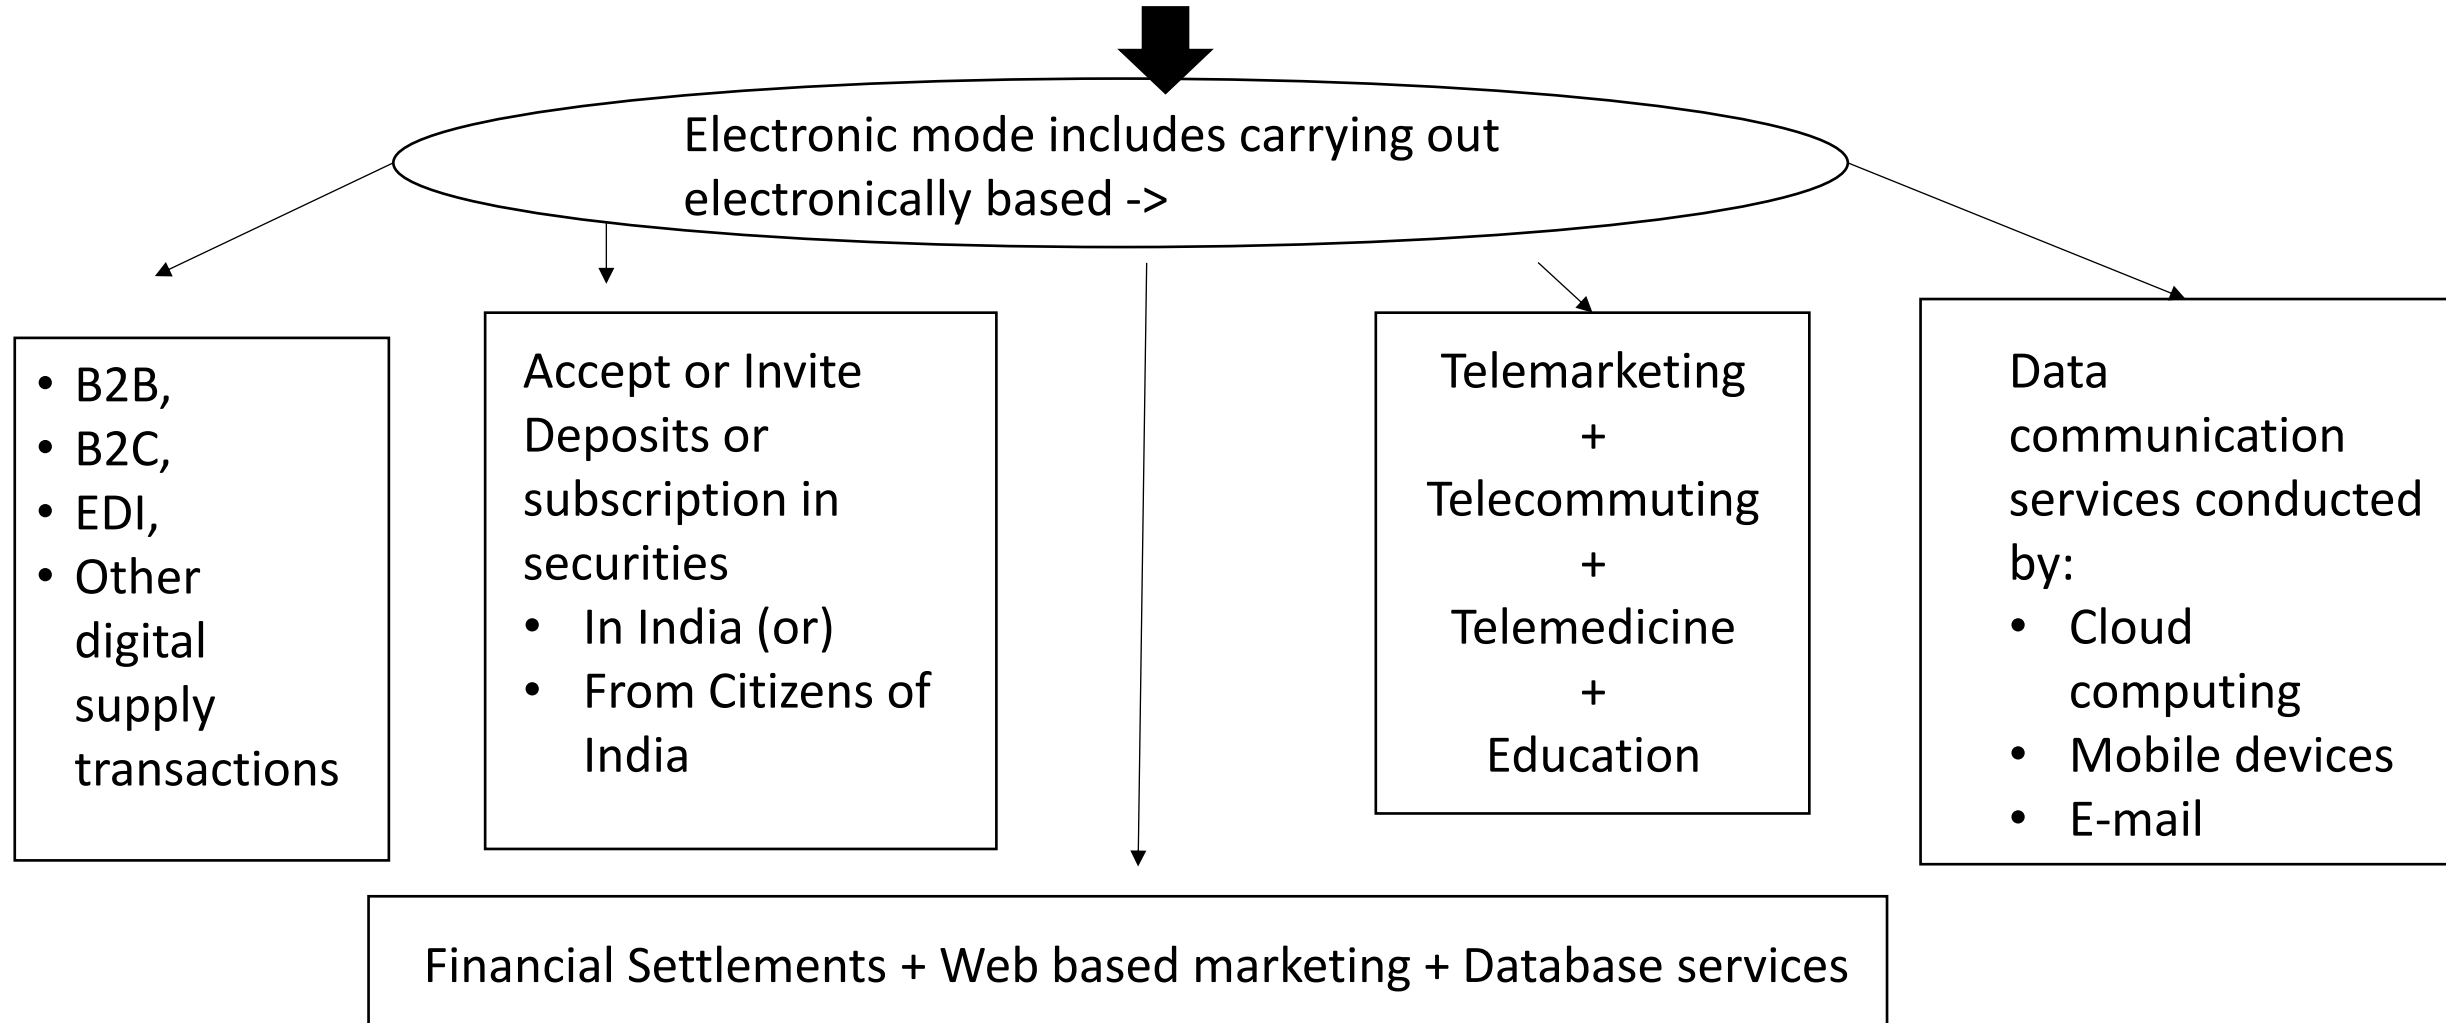 Electronic mode includes carrying out
electronically based ->
• B2B,
• B2C,
• EDI,
• Other
digital
supply
transactions
Accept or Invite
Deposits or
subscription in
securities
• In India (or)
• From Citizens of
India
Telemarketing
+
Telecommuting
+
Telemedicine
+
Education
Data
communication
services conducted
by:
• Cloud
computing
• Mobile devices
• E-mail
Financial Settlements + Web based marketing + Database services